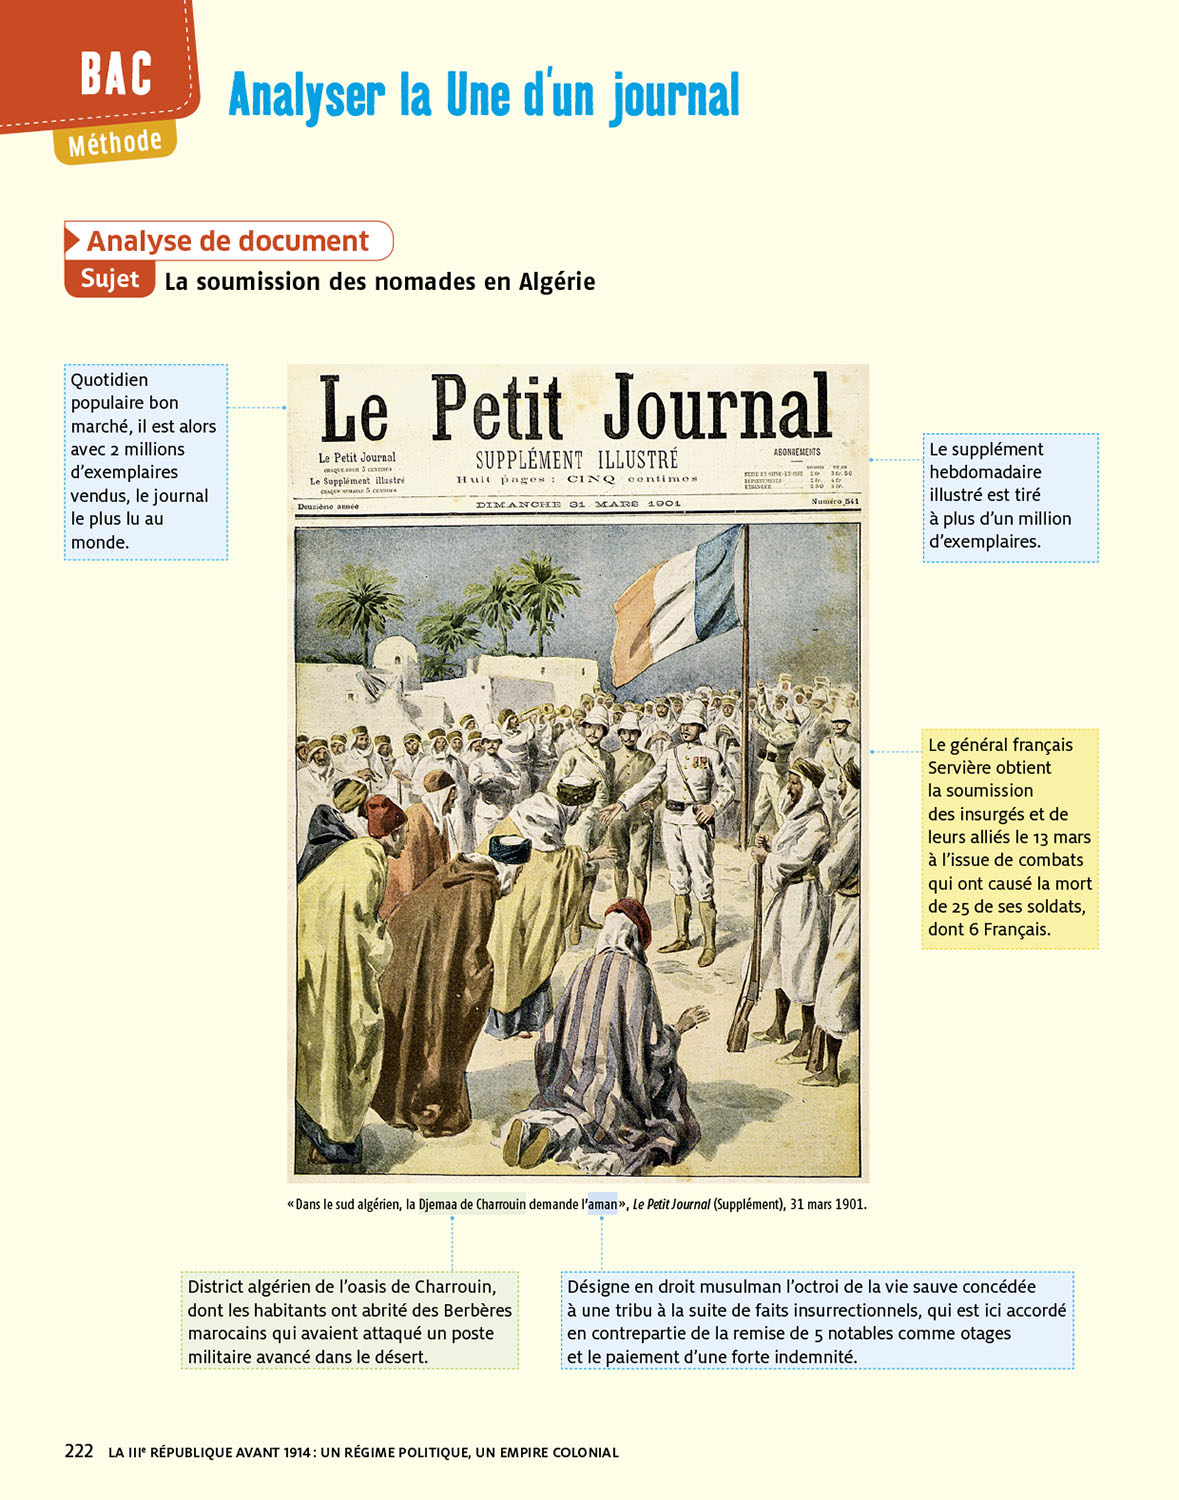 BAC
Méthode
Analyser la Une d'un journal
Analyse de document
Sujet La soumission des nomades en Algérie
Quotidien
populaire bon
marché, il est alors
avec 2 millions
d'exemplaires
vendus, le journal
le plus lu au
monde.
Le Petit Journal
Le Petit Journal
CHAQUE JOUR 5 CENTIMES
Le Supplément illustré
CHAQUE SEMAINE 5 CENTIMES
SUPPLÉMENT ILLUSTRÉ
Huit pages : CINQ centimes
ABONNEMENTS
SEINE ET SEINE-ET-OISE
DÉPARTEMENTS
ÉTRANGER
Deuxième année
DIMANCHE 31 MARS 1901
Numéro 541
Le supplément
hebdomadaire
illustré est tiré
à plus d'un million
d'exemplaires.
Le général français
Servière obtient
la soumission
des insurgés et de
leurs alliés le 13 mars
à l'issue de combats
qui ont causé la mort
de 25 de ses soldats,
dont 6 Français.
« Dans le sud algérien, la Djemaa de Charrouin demande l'aman », Le Petit Journal (Supplément), 31 mars 1901.
District algérien de l'oasis de Charrouin,
dont les habitants ont abrité des Berbères
marocains qui avaient attaqué un poste
militaire avancé dans le désert.
Désigne en droit musulman l'octroi de la vie sauve concédée
à une tribu à la suite de faits insurrectionnels, qui est ici accordé
en contrepartie de la remise de 5 notables comme otages
et le paiement d'une forte indemnité.
222 LA IIIe RÉPUBLIQUE AVANT 1914 : UN RÉGIME POLITIQUE, UN EMPIRE COLONIAL